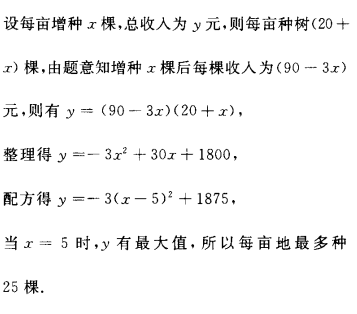 设每亩增种 x 棵,总收入为 y 元,则每亩种树(20+
x) 棵,由题意知增种 x 棵后每棵收入为(90-3x)
元,则有 y=(90-3x)(20+x),
整理得 y=-3x²+30x+1800,
配方得 y=-3(x-5)²+1875,
当 x=5 时,y 有最大值,所以每亩地最多种
25 棵.